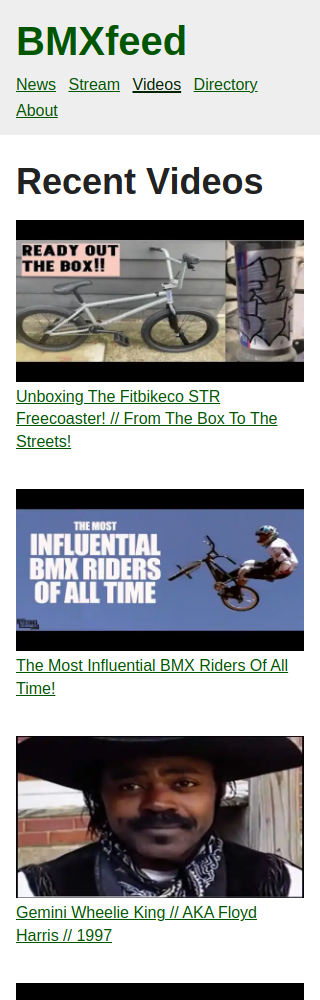 BMXfeed
News Stream Videos Directory
About
Recent Videos
READY OUT
THE BOX!!
Unboxing The Fitbikeco STR
Freecoaster! // From The Box To The
Streets!
THE MOST
INFLUENTIAL
BMX RIDERS
OF ALL TIME
The Most Influential BMX Riders Of All
Time!
Gemini Wheelie King // AKA Floyd
Harris // 1997